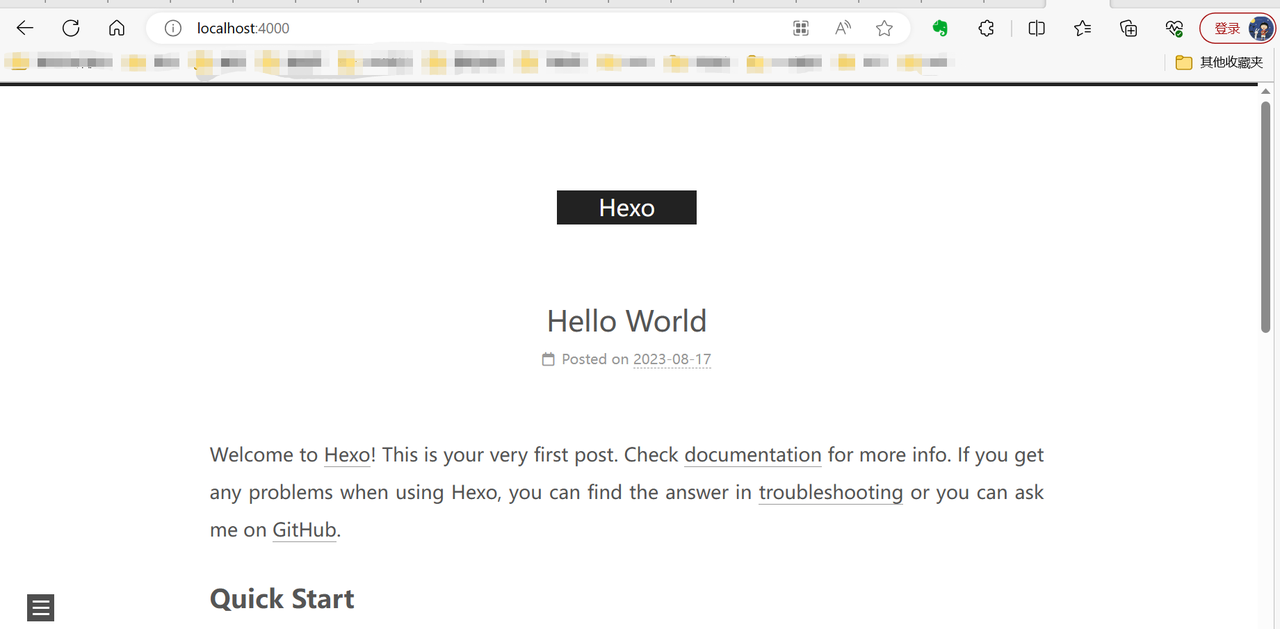 localhost:4000
登录
其他收藏夹
Hexo
Hello World
Posted on 2023-08-17
Welcome to Hexo! This is your very first post. Check documentation for more info. If you get
any problems when using Hexo, you can find the answer in troubleshooting or you can ask
me on GitHub.
Quick Start